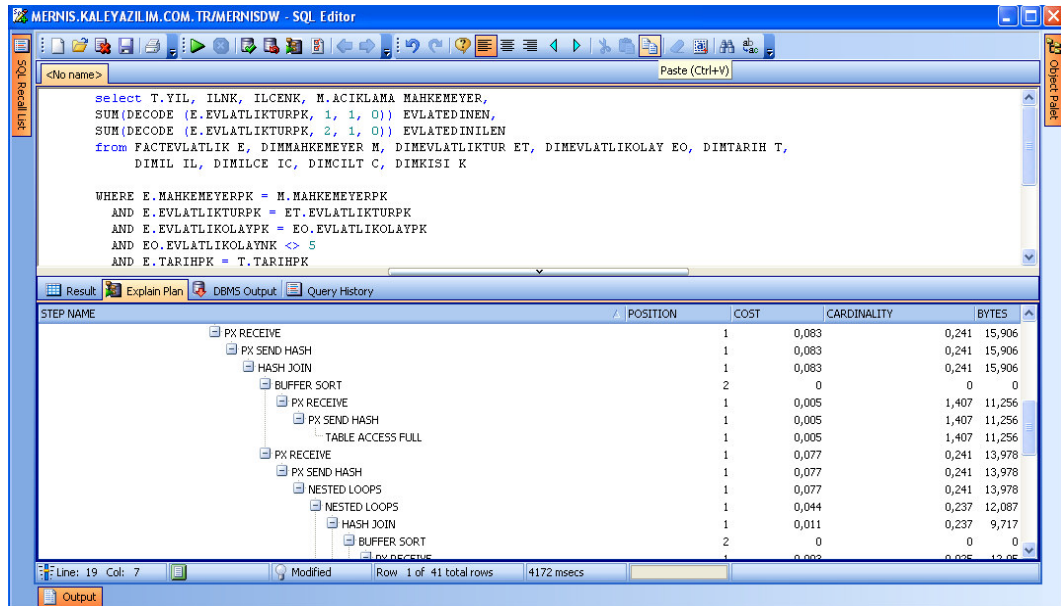 MERNIS.KALEYAZILIM.COM.TR/MERNISDW - SQL Editor
SQL Recall List
Object Palet
<No name>
Paste (Ctrl+V)
select T.YIL, ILNK, ILCENK, M.ACIKLAMA MAHKEMEYER,
SUM(DECODE (E.EVLATLIKTURPK, 1, 1, 0)) EVLATEDINEN,
SUM(DECODE (E.EVLATLIKTURPK, 2, 1, 0)) EVLATEDINILEN
from FACTEVLATLIK E, DIMMAHKEMEYER M, DIMEVLATLIKTUR ET, DIMEVLATLIKOLAY EO, DIMTARIH T,
DIMIL IL, DIMILCE IC, DIMCILT C, DIMKISI K
WHERE E.MAHKEMEYERPK = M.MAHKEMEYERPK
AND E.EVLATLIKTURPK = ET.EVLATLIKTURPK
AND E.EVLATLIKOLAYPK = EO.EVLATLIKOLAYPK
AND EO.EVLATLIKOLAYNK <> 5
AND E.TARIHPK = T.TARIHPK
Result Explain Plan DBMS Output Query History
STEP NAME POSITION COST CARDINALITY BYTES
PX RECEIVE 1 0,083 0,241 15,906
PX SEND HASH 1 0,083 0,241 15,906
HASH JOIN 1 0,083 0,241 15,906
BUFFER SORT 2 0 0 0
PX RECEIVE 1 0,005 1,407 11,256
PX SEND HASH 1 0,005 1,407 11,256
TABLE ACCESS FULL 1 0,005 1,407 11,256
PX RECEIVE 1 0,077 0,241 13,978
PX SEND HASH 1 0,077 0,241 13,978
NESTED LOOPS 1 0,077 0,241 13,978
NESTED LOOPS 1 0,044 0,237 12,087
HASH JOIN 1 0,011 0,237 9,717
BUFFER SORT 2 0 0 0
PX RECEIVE 1 0,003 0,025 12,05
Line: 19 Col: 7 Modified Row 1 of 41 total rows 4172 msecs
Output